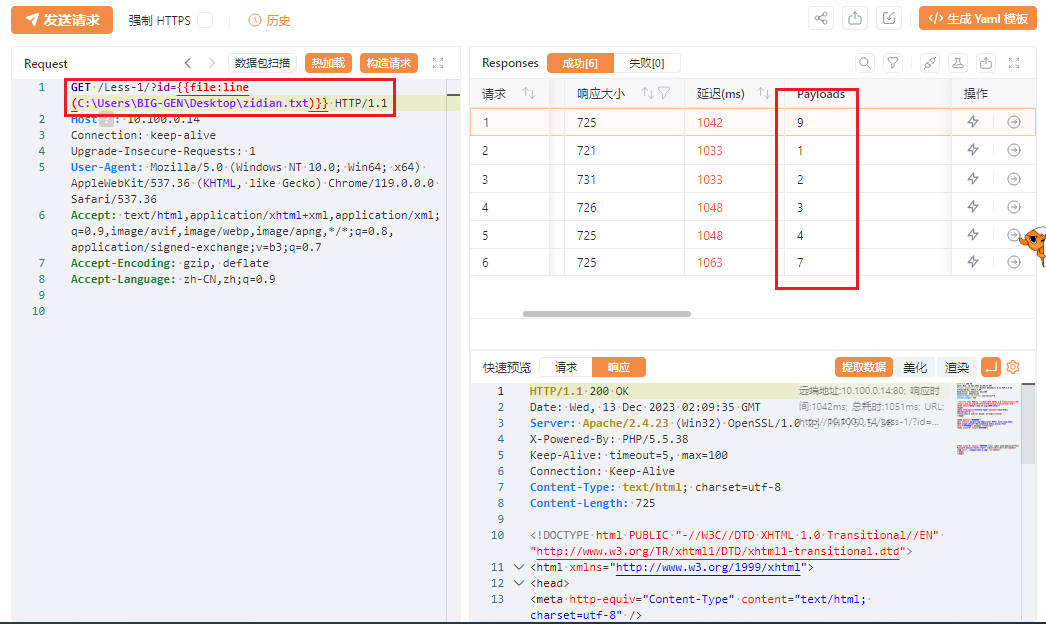 发送请求 强制 HTTPS 历史 生成 Yaml 模板
Request 数据包扫描 热加载 构造请求
1 GET /Less-1/?id={{file:line
(C:\Users\BIG-GEN\Desktop\zidian.txt)}} HTTP/1.1
2 Host ? : 10.100.0.14
3 Connection: keep-alive
4 Upgrade-Insecure-Requests: 1
5 User-Agent: Mozilla/5.0 (Windows NT 10.0; Win64; x64)
AppleWebKit/537.36 (KHTML, like Gecko) Chrome/119.0.0.0
Safari/537.36
6 Accept: text/html,application/xhtml+xml,application/xml;
q=0.9,image/avif,image/webp,image/apng,*/*;q=0.8,
application/signed-exchange;v=b3;q=0.7
7 Accept-Encoding: gzip, deflate
8 Accept-Language: zh-CN,zh;q=0.9
9
10
Responses 成功[6] 失败[0]
请求 响应大小 延迟(ms) Payloads 操作
1 725 1042 9
2 721 1033 1
3 731 1033 2
4 726 1048 3
5 725 1048 4
6 725 1063 7
快速预览 请求 响应 提取数据 美化 渲染
1 HTTP/1.1 200 OK
远端地址:10.100.0.14:80; 响应时
间:1042ms; 总耗时:1051ms; URL:
http://10.100.0.14/Less-1/?id=...
2 Date: Wed, 13 Dec 2023 02:09:35 GMT
3 Server: Apache/2.4.23 (Win32) OpenSSL/1.0 PHP/5.5.38
4 X-Powered-By: PHP/5.5.38
5 Keep-Alive: timeout=5, max=100
6 Connection: Keep-Alive
7 Content-Type: text/html; charset=utf-8
8 Content-Length: 725
9
10 <!DOCTYPE html PUBLIC "-//W3C//DTD XHTML 1.0 Transitional//EN"
"http://www.w3.org/TR/xhtml1/DTD/xhtml1-transitional.dtd">
11 <html xmlns="http://www.w3.org/1999/xhtml">
12 <head>
13 <meta http-equiv="Content-Type" content="text/html;
charset=utf-8" />